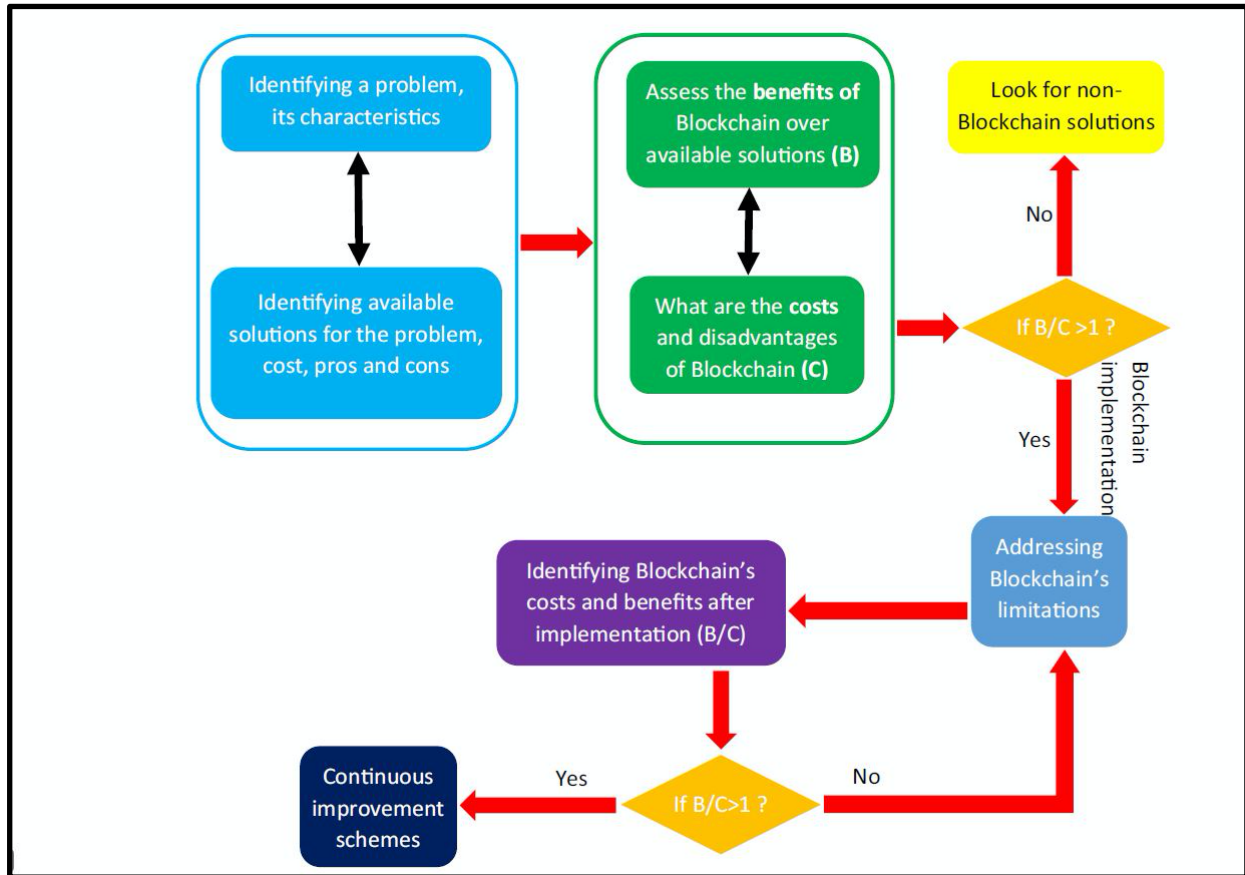 Identifying a problem,
its characteristics
Identifying available
solutions for the problem,
cost, pros and cons
Assess the benefits of
Blockchain over
available solutions (B)
What are the costs
and disadvantages
of Blockchain (C)
Look for non-
Blockchain solutions
No
If B/C >1 ?
Yes
Blockchain
implementation
Addressing
Blockchain’s
limitations
Identifying Blockchain’s
costs and benefits after
implementation (B/C)
If B/C>1 ?
No
Yes
Continuous
improvement
schemes